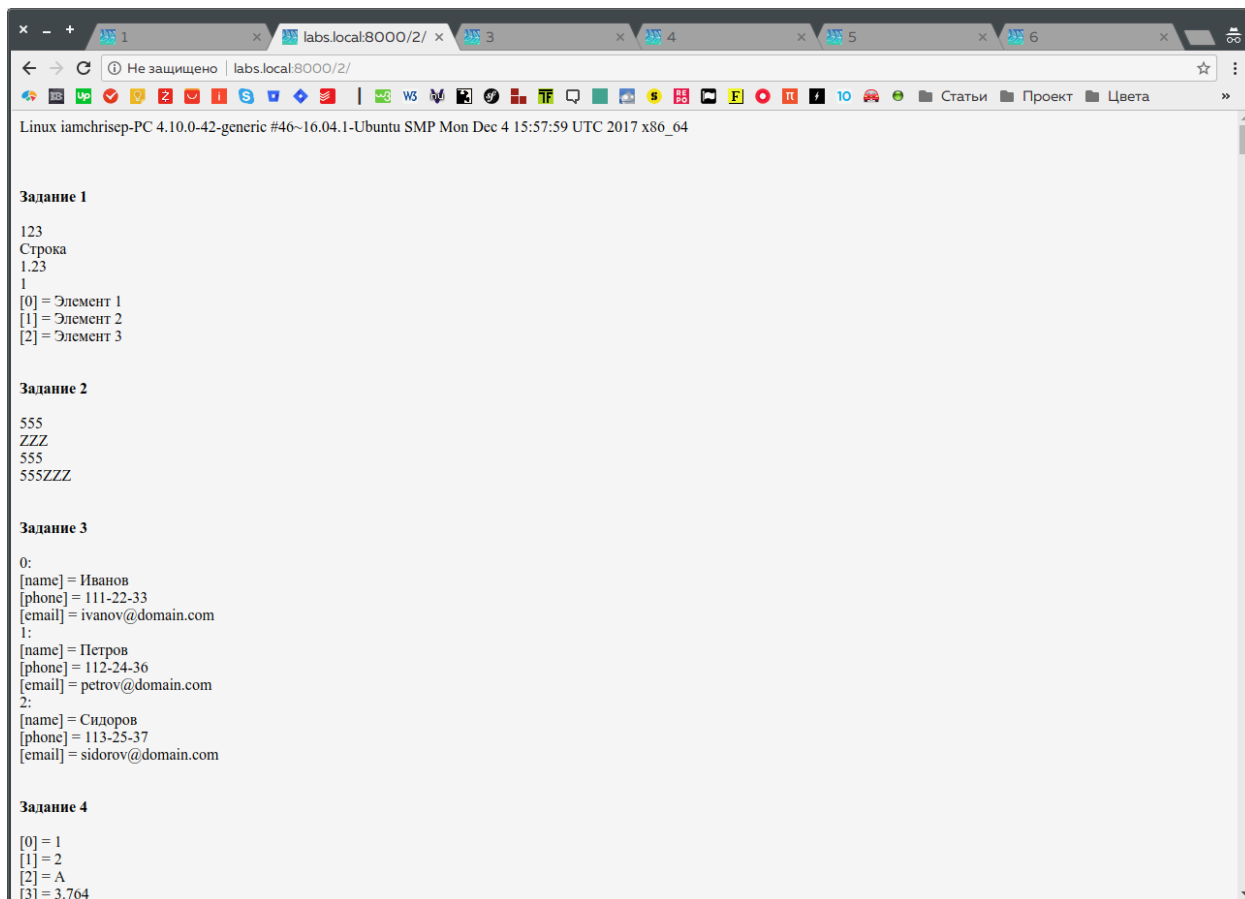 1
labs.local:8000/2/
3
4
5
6
Не защищено | labs.local:8000/2/
Статьи
Проект
Цвета
»
Linux iamchrisep-PC 4.10.0-42-generic #46~16.04.1-Ubuntu SMP Mon Dec 4 15:57:59 UTC 2017 x86_64
Задание 1
123
Строка
1.23
1
[0] = Элемент 1
[1] = Элемент 2
[2] = Элемент 3
Задание 2
555
ZZZ
555
555ZZZ
Задание 3
0:
[name] = Иванов
[phone] = 111-22-33
[email] = ivanov@domain.com
1:
[name] = Петров
[phone] = 112-24-36
[email] = petrov@domain.com
2:
[name] = Сидоров
[phone] = 113-25-37
[email] = sidorov@domain.com
Задание 4
[0] = 1
[1] = 2
[2] = A
[3] = 3.764